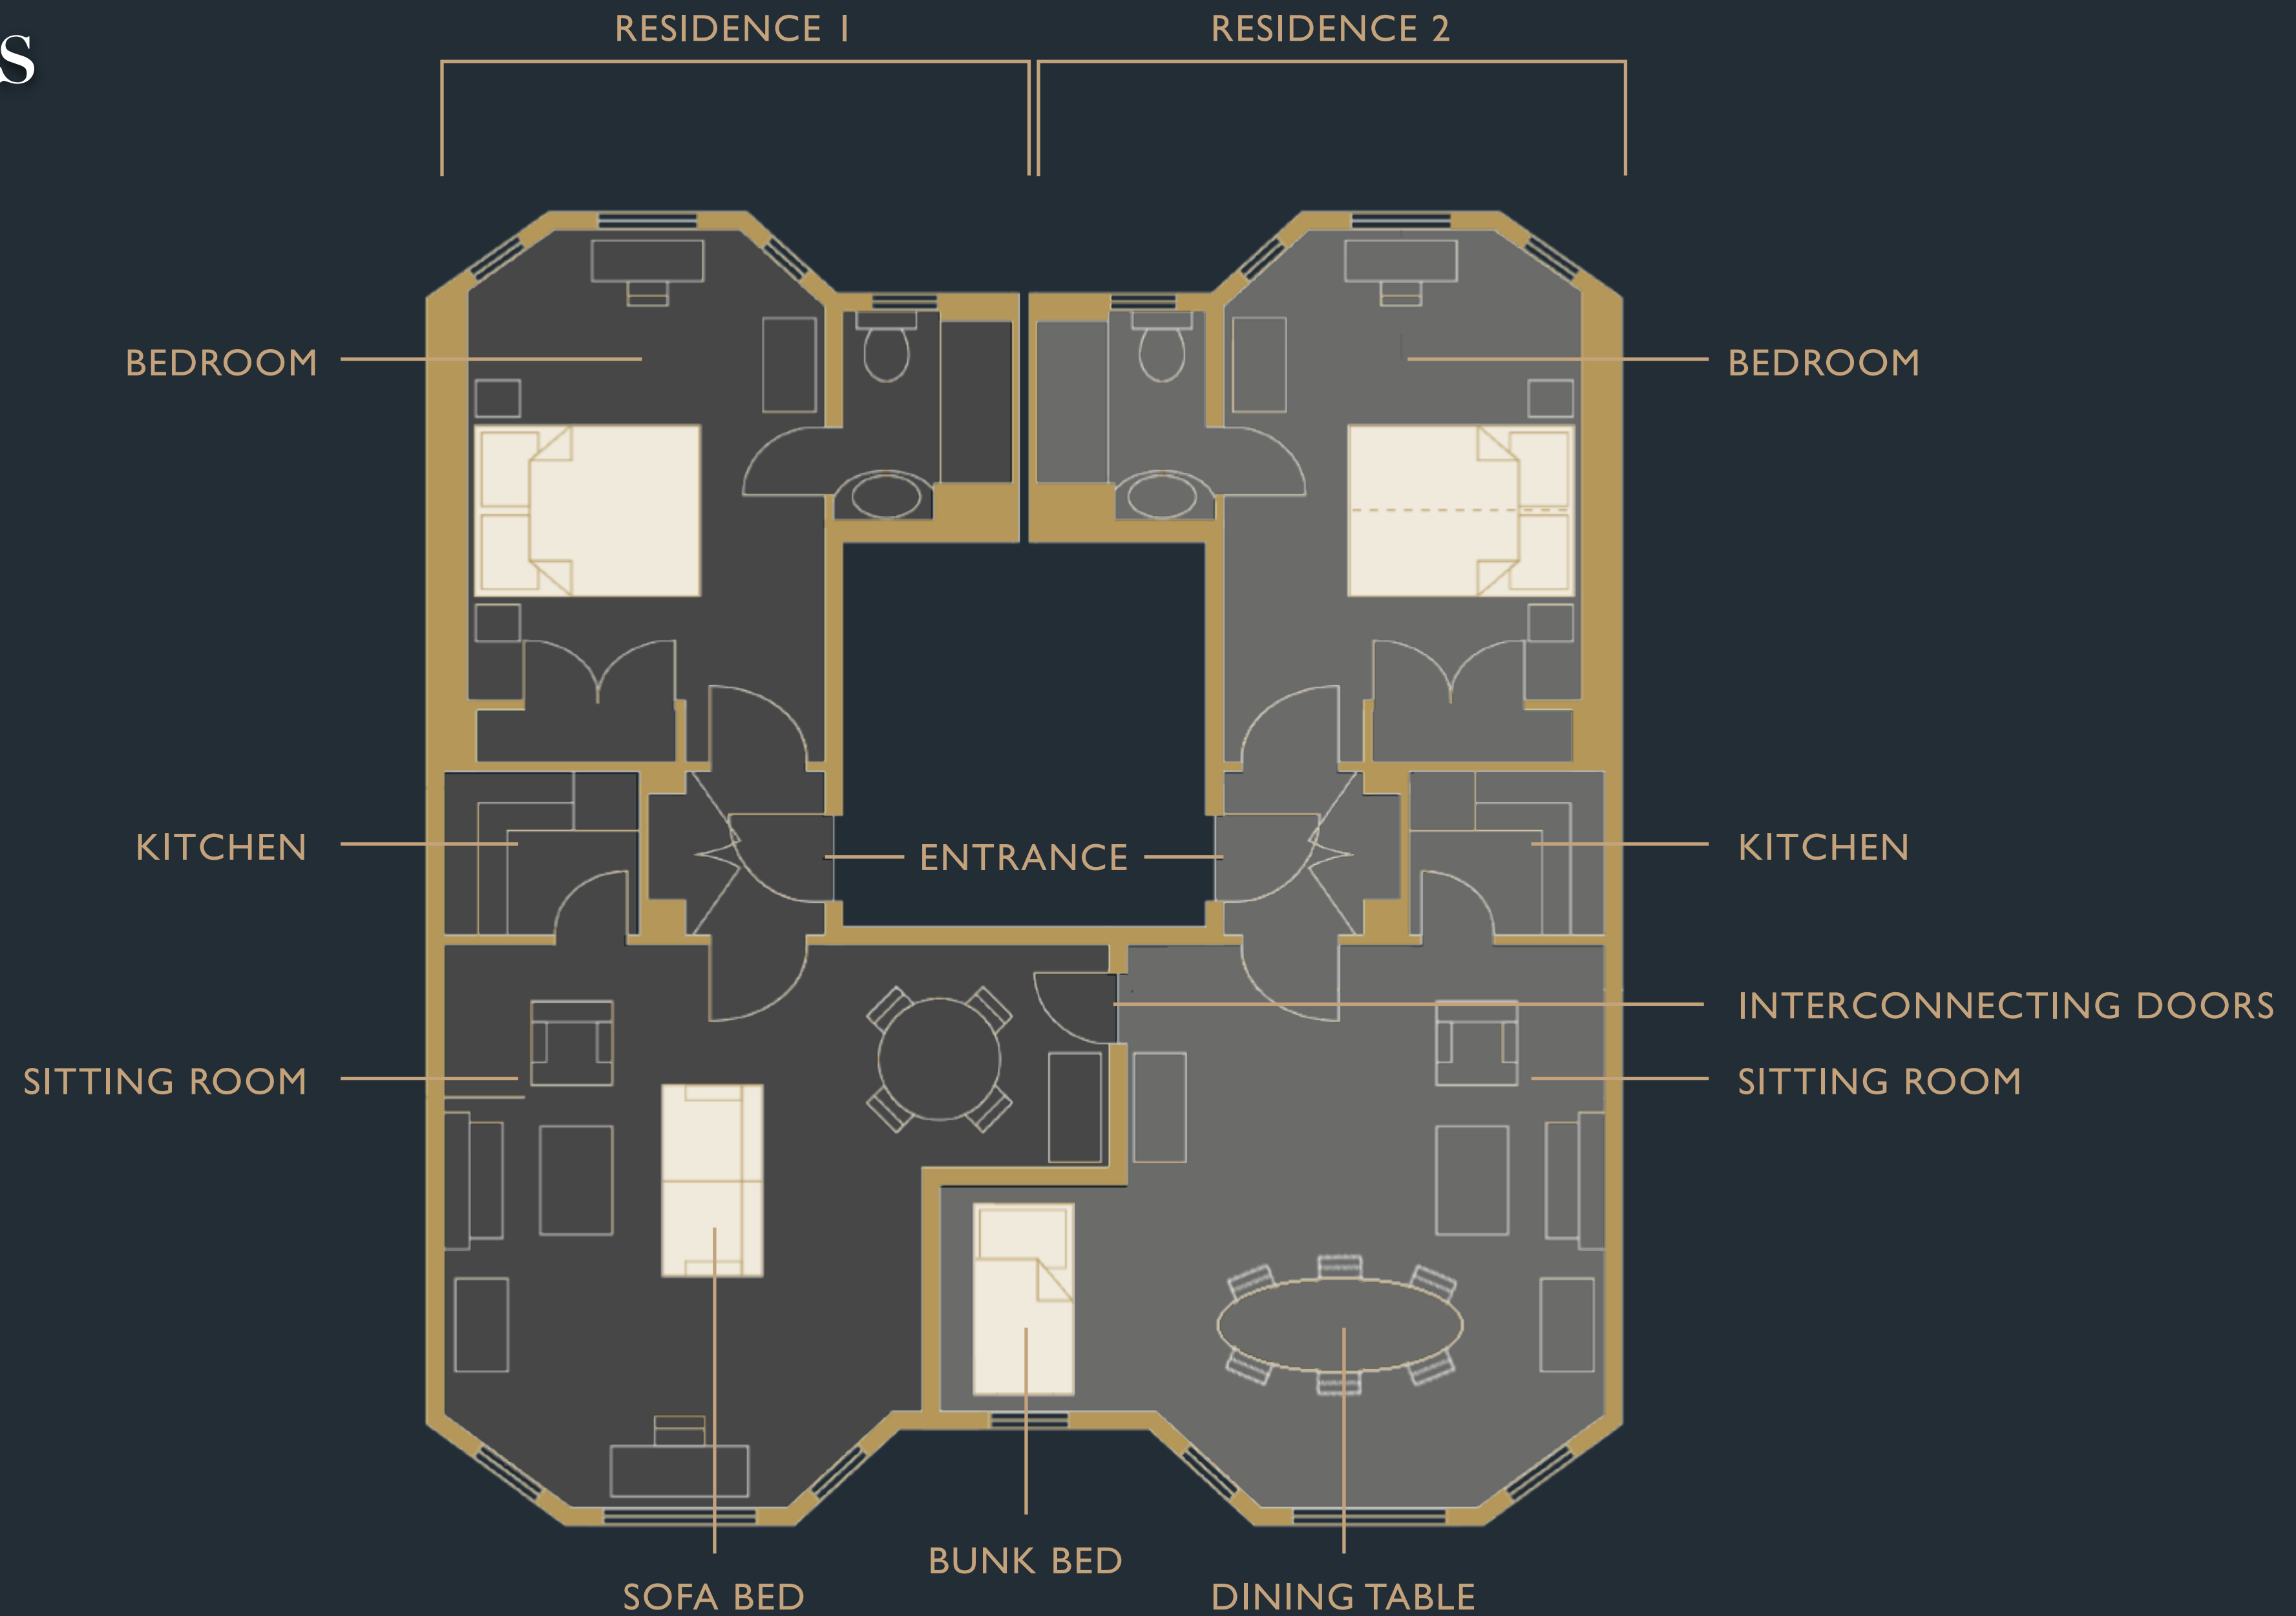 s
RESIDENCE 1
RESIDENCE 2
BEDROOM
BEDROOM
KITCHEN
ENTRANCE
KITCHEN
INTERCONNECTING DOORS
SITTING ROOM
SITTING ROOM
BUNK BED
SOFA BED
DINING TABLE